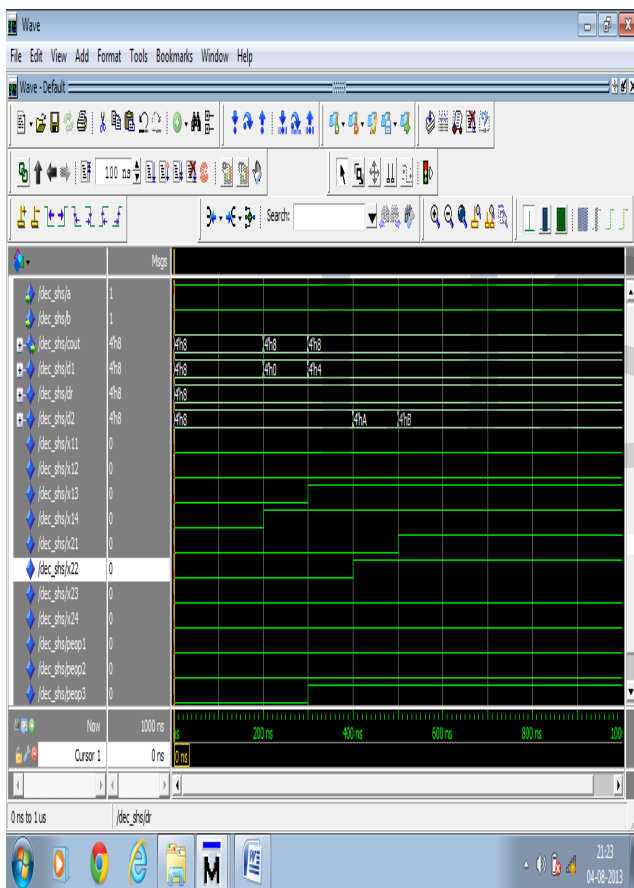 Wave
File Edit View Add Format Tools Bookmarks Window Help
Wave - Default
100 ns
Search:
Msgs
/dec_shs/a 1
/dec_shs/b 1
/dec_shs/cout 4'h8 4'h8 4'h8 4'h8
/dec_shs/d1 4'h8 4'h8 4'h0 4'h4
/dec_shs/dr 4'h8 4'h8
/dec_shs/d2 4'h8 4'h8 4'hA 4'hB
/dec_shs/x11 0
/dec_shs/x12 0
/dec_shs/x13 0
/dec_shs/x14 0
/dec_shs/x21 0
/dec_shs/x22 0
/dec_shs/x23 0
/dec_shs/x24 0
/dec_shs/peop1 0
/dec_shs/peop2 0
/dec_shs/peop3 0
Now 1000 ns ns 200 ns 400 ns 600 ns 800 ns 100
Cursor 1 0 ns 0 ns
0 ns to 1 us /dec_shs/dr
M W
21:23
04-08-2013